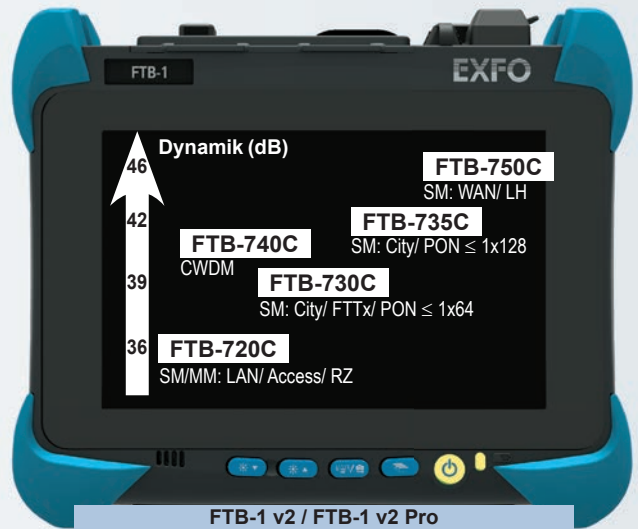 FTB-1
EXFO
Dynamik (dB)
46
FTB-750C
SM: WAN/ LH
42
FTB-735C
SM: City/ PON ≤ 1x128
FTB-740C
CWDM
39
FTB-730C
SM: City/ FTTx/ PON ≤ 1x64
36
FTB-720C
SM/MM: LAN/ Access/ RZ
FTB-1 v2 / FTB-1 v2 Pro